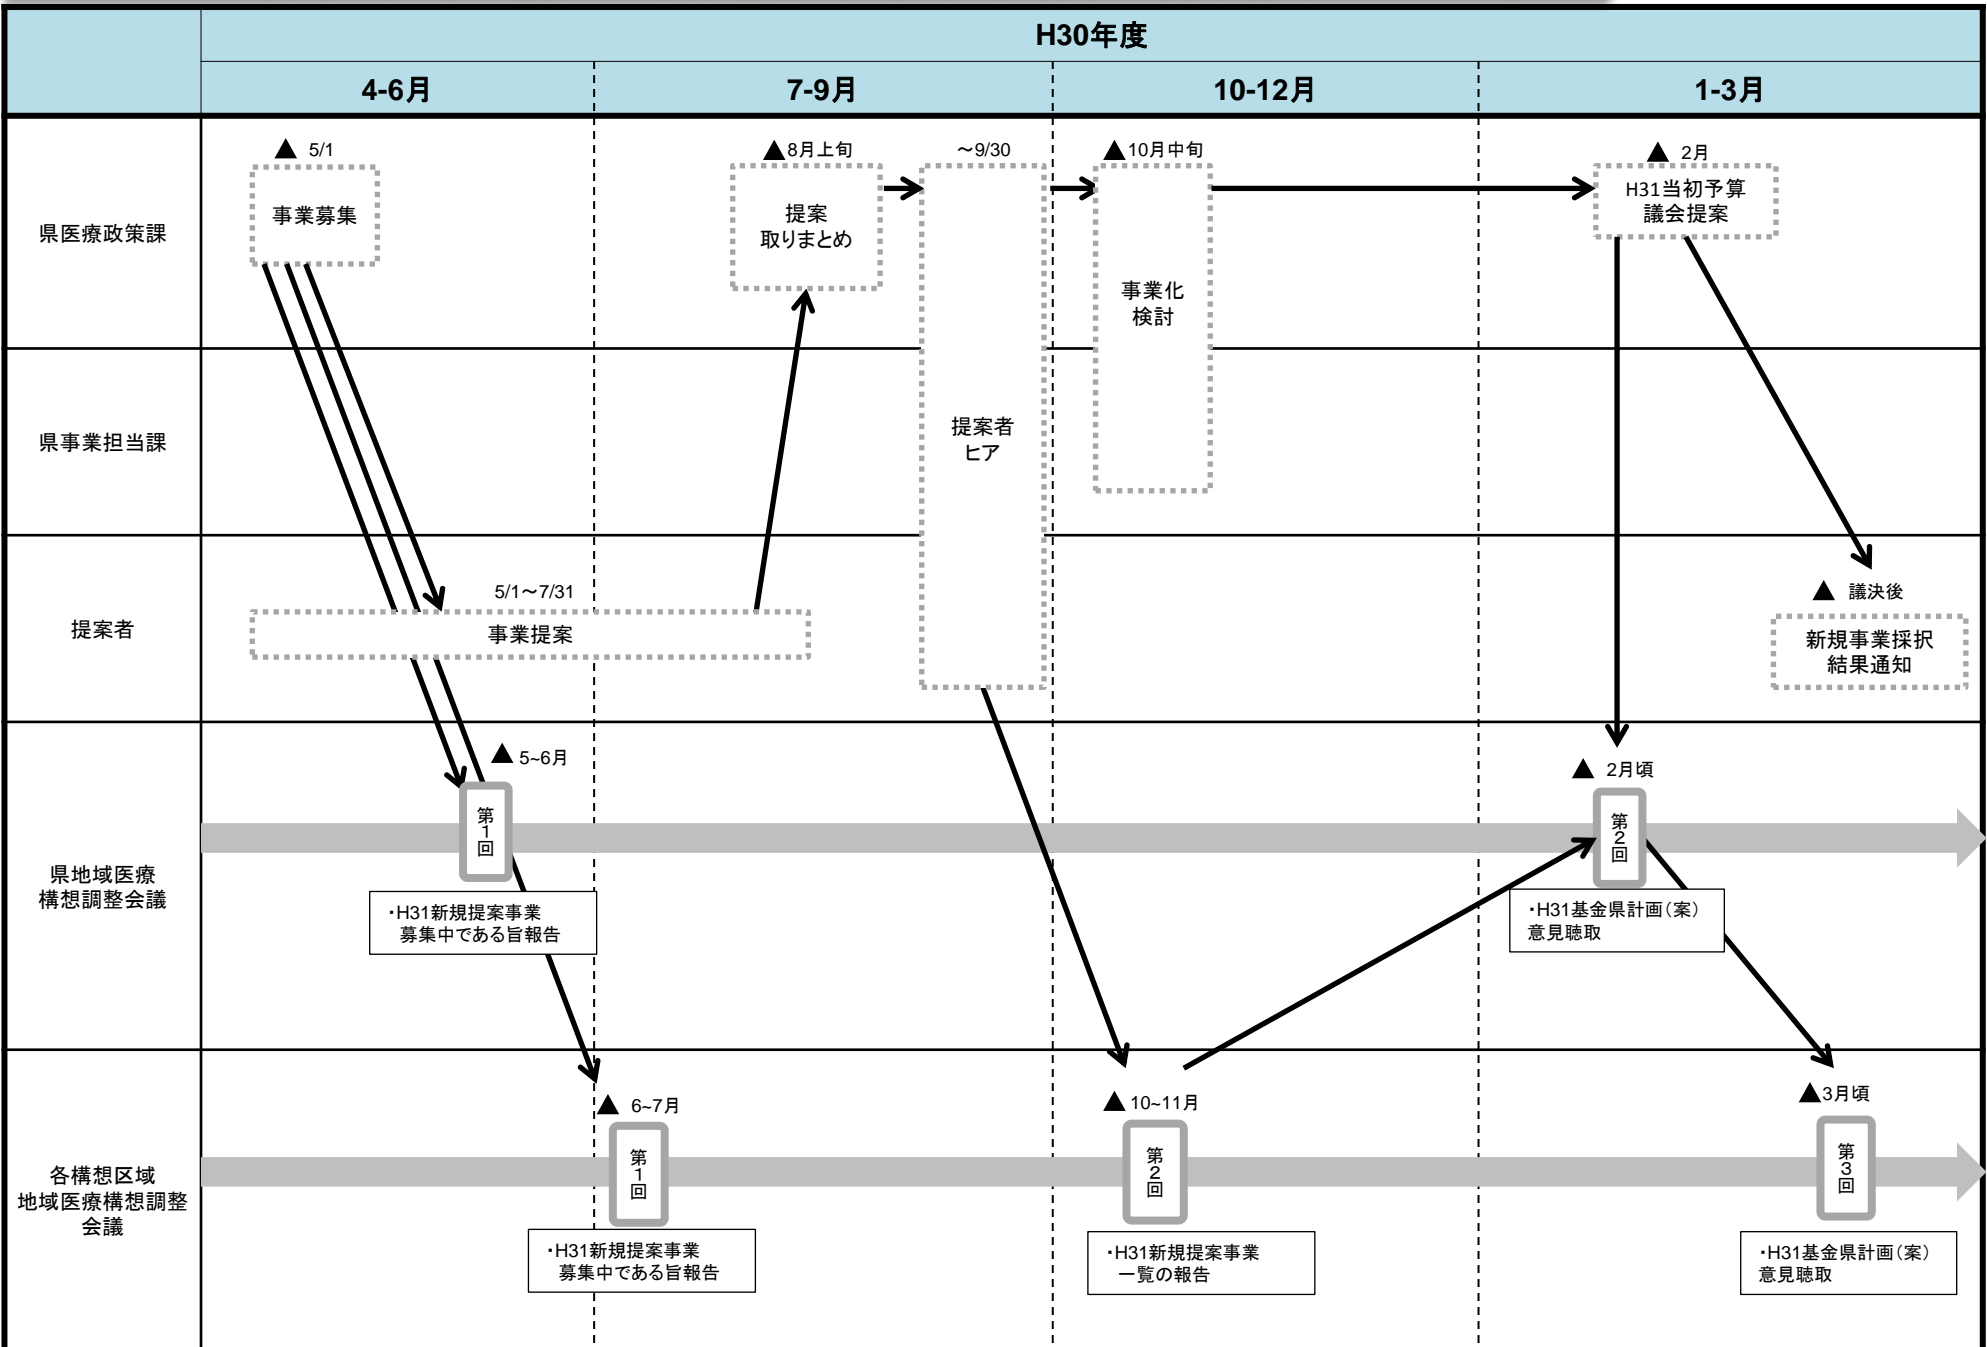 H30年度
4-6月
7-9月
10-12月
1-3月
県医療政策課
▲ 5/1
事業募集
▲8月上旬
提案
取りまとめ
～9/30
提案者
ヒア
▲10月中旬
事業化
検討
▲ 2月
H31当初予算
議会提案
県事業担当課
提案者
5/1～7/31
事業提案
▲ 議決後
新規事業採択
結果通知
県地域医療
構想調整会議
▲ 5~6月
第1回
・H31新規提案事業
募集中である旨報告
▲ 2月頃
第2回
・H31基金県計画（案）
意見聴取
各構想区域
地域医療構想調整
会議
▲ 6~7月
第1回
・H31新規提案事業
募集中である旨報告
▲ 10~11月
第2回
・H31新規提案事業
一覧の報告
▲3月頃
第3回
・H31基金県計画（案）
意見聴取